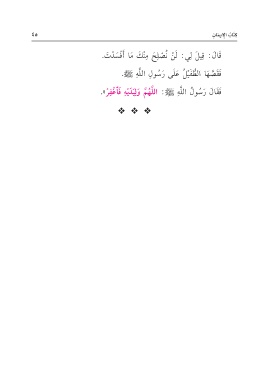 كتاب الإيمان ٤٥
قَالَ: قِيلَ لِي: لَنْ نُصْلِحَ مِنْكَ مَا أَفْسَدْتَ.
فَقَصَّهَا الطُّفَيْلُ عَلَى رَسُولِ اللَّهِ ﷺ.
فَقَالَ رَسُولُ اللَّهِ ﷺ: اللَّهُمَّ وَلِيَدَيْهِ فَاغْفِرْ».